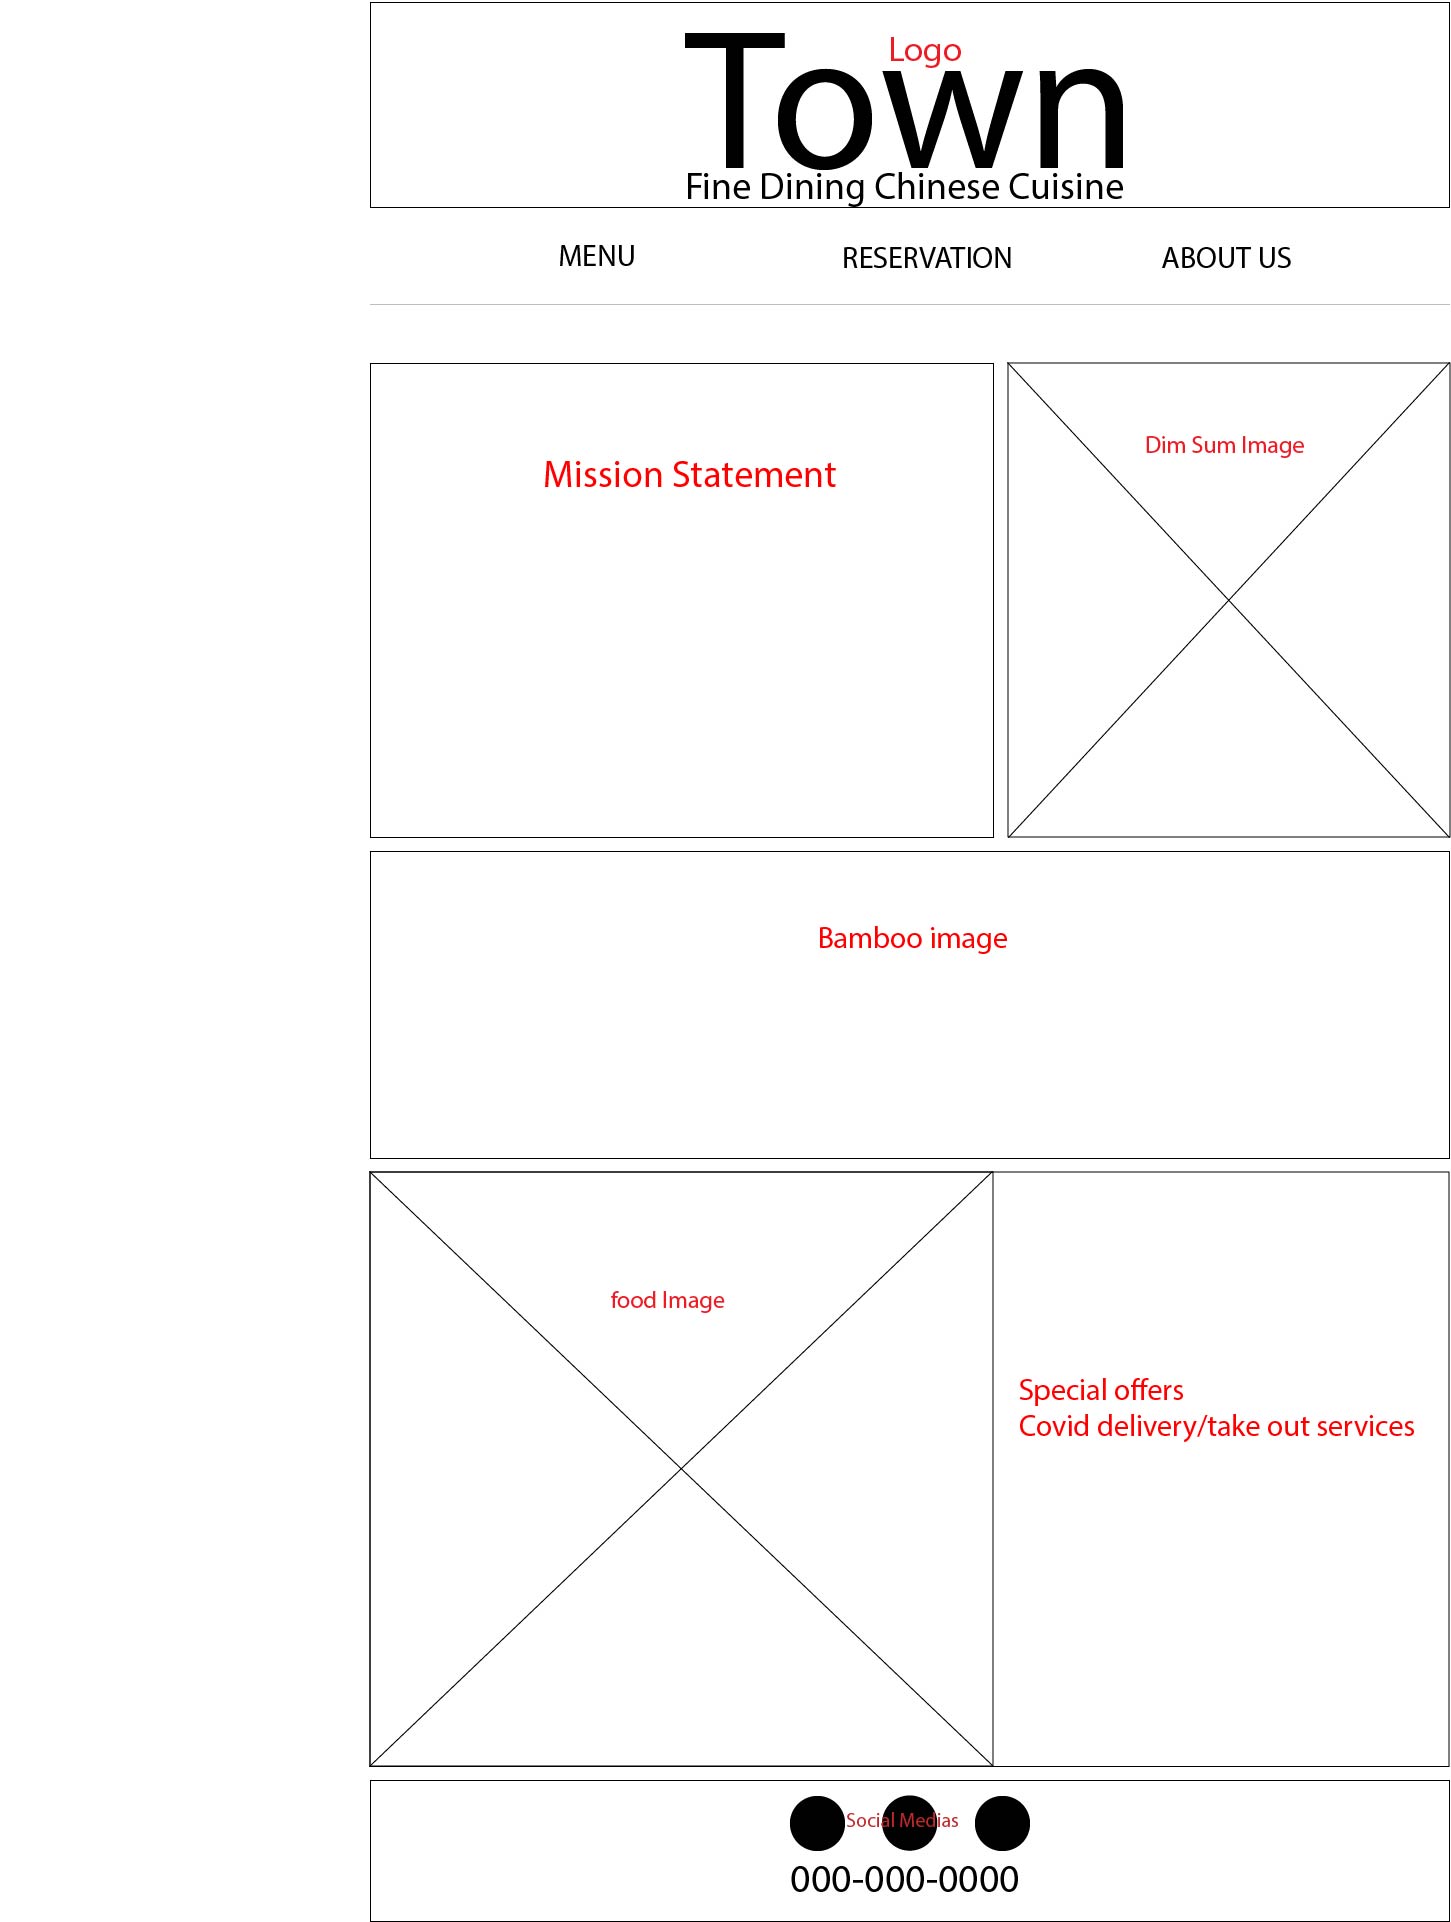 Logo
Town
Fine Dining Chinese Cuisine
MENU
RESERVATION
ABOUT US
Mission Statement
Dim Sum Image
Bamboo image
food Image
Special offers
Covid delivery/take out services
Social Medias
000-000-0000